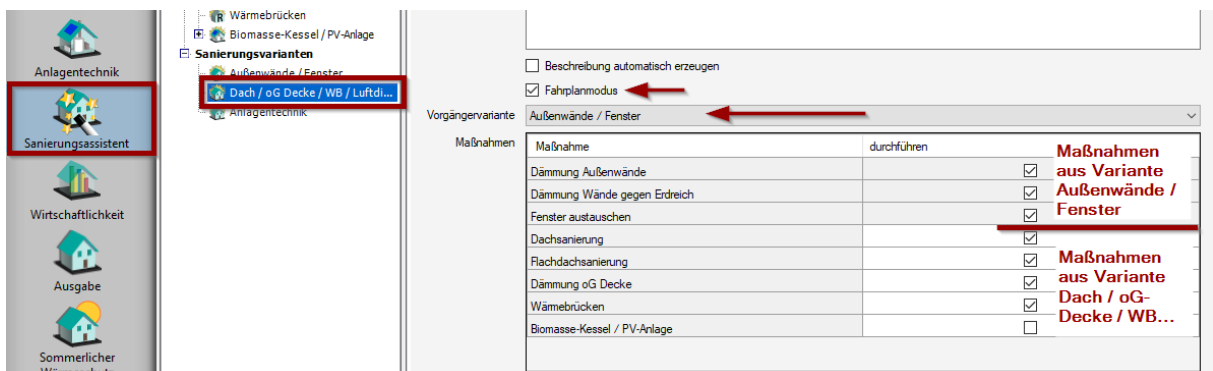 Anlagentechnik
Sanierungsassistent
Wirtschaftlichkeit
Ausgabe
Sommerlicher
Wärmebrücken
Biomasse-Kessel / PV-Anlage
Sanierungsvarianten
Außenwände / Fenster
Dach / oG Decke / WB / Luftdi...
Anlagentechnik
Beschreibung automatisch erzeugen
Fahrplanmodus
Vorgängervariante Außenwände / Fenster
Maßnahmen
Maßnahme durchführen
Dämmung Außenwände
Dämmung Wände gegen Erdreich
Fenster austauschen
Dachsanierung
Flachdachsanierung
Dämmung oG Decke
Wärmebrücken
Biomasse-Kessel / PV-Anlage
Maßnahmen
aus Variante
Außenwände /
Fenster
Maßnahmen
aus Variante
Dach / oG-
Decke / WB...